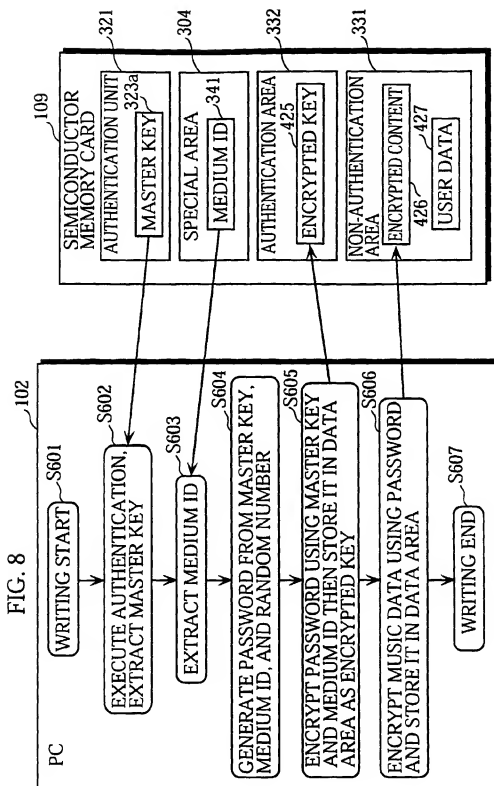 FIG. 8
PC
102
WRITING START
S601
EXECUTE AUTHENTICATION,
EXTRACT MASTER KEY
S602
EXTRACT MEDIUM ID
S603
GENERATE PASSWORD FROM MASTER KEY,
MEDIUM ID, AND RANDOM NUMBER
S604
ENCRYPT PASSWORD USING MASTER KEY
AND MEDIUM ID THEN STORE IT IN DATA
AREA AS ENCRYPTED KEY
S605
ENCRYPT MUSIC DATA USING PASSWORD
AND STORE IT IN DATA AREA
S606
WRITING END
S607
109
SEMICONDUCTOR
MEMORY CARD
321
AUTHENTICATION UNIT
323a
MASTER KEY
304
SPECIAL AREA
341
MEDIUM ID
332
AUTHENTICATION AREA
425
ENCRYPTED KEY
331
NON-AUTHENTICATION
AREA
ENCRYPTED CONTENT
426
427
USER DATA